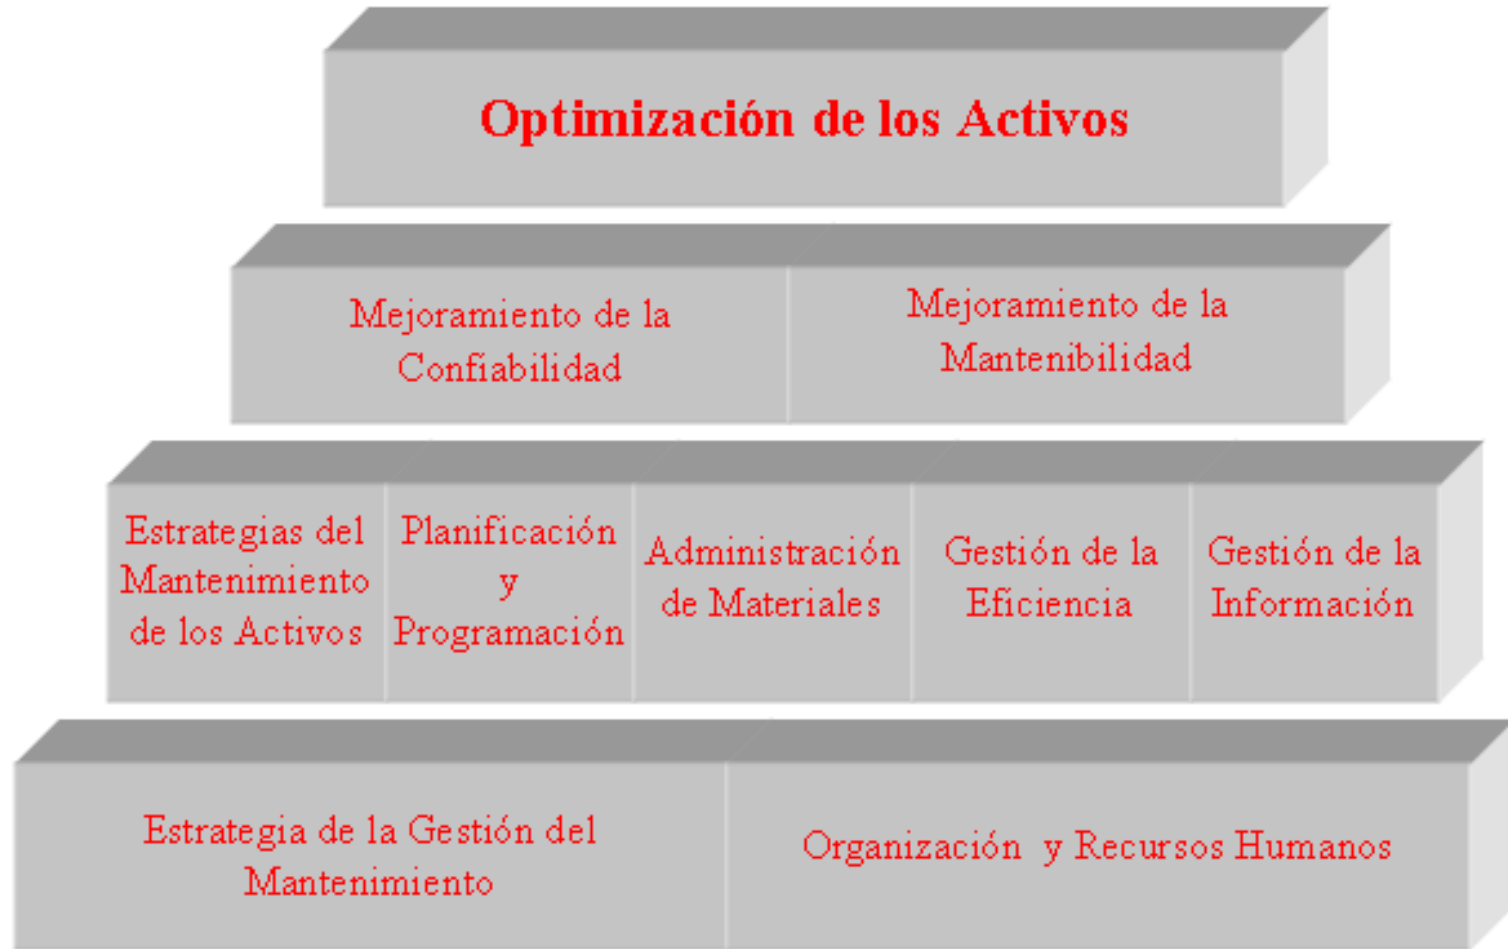 Optimización de los Activos
Mejoramiento de la
Confiabilidad
Mejoramiento de la
Mantenibilidad
Estrategias del
Mantenimiento
de los Activos
Planificación
y
Programación
Administración
de Materiales
Gestión de la
Eficiencia
Gestión de la
Información
Estrategia de la Gestión del
Mantenimiento
Organización y Recursos Humanos